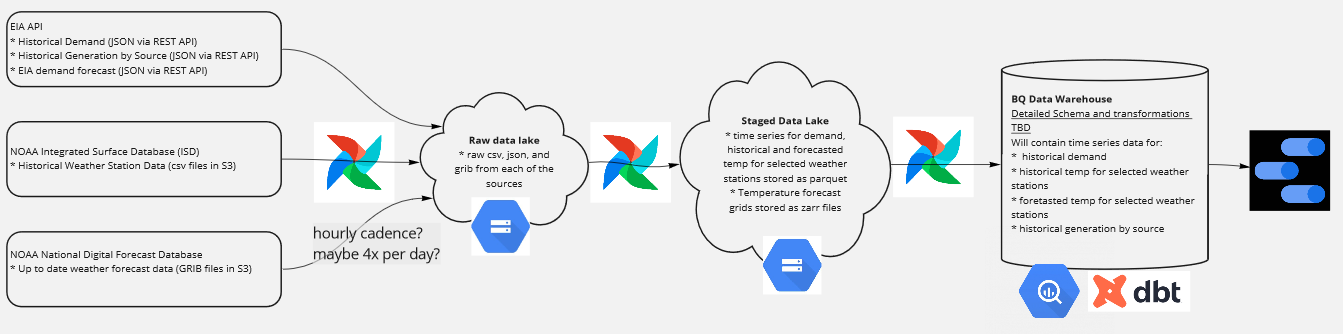 EIA API
* Historical Demand (JSON via REST API)
* Historical Generation by Source (JSON via REST API)
* EIA demand forecast (JSON via REST API)
NOAA Integrated Surface Database (ISD)
* Historical Weather Station Data (csv files in S3)
NOAA National Digital Forecast Database
* Up to date weather forecast data (GRIB files in S3)
hourly cadence?
maybe 4x per day?
Raw data lake
* raw csv, json, and
grib from each of the
sources
Staged Data Lake
* time series for demand,
historical and forecasted
temp for selected weather
stations stored as parquet
* Temperature forecast
grids stored as zarr files
BQ Data Warehouse
Detailed Schema and transformations
TBD
Will contain time series data for:
* historical demand
* historical temp for selected weather
stations
* foretasted temp for selected weather
stations
* historical generation by source
dbt